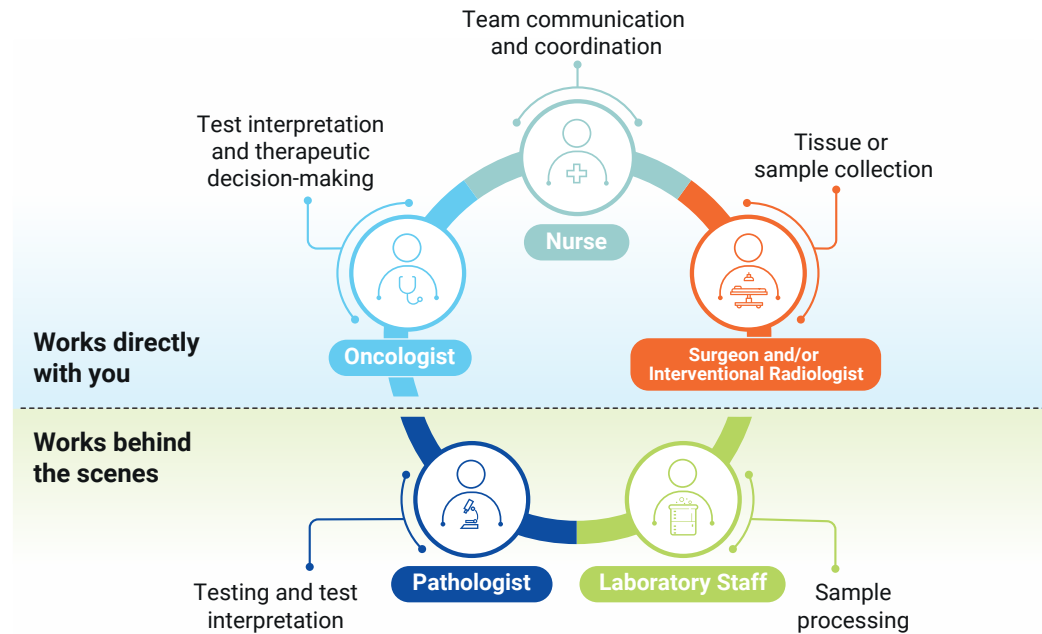 Team communication
and coordination
Test interpretation
and therapeutic
decision-making
Tissue or
sample collection
Nurse
Oncologist
Surgeon and/or
Interventional Radiologist
Works directly
with you
Works behind
the scenes
Pathologist
Laboratory Staff
Testing and test
interpretation
Sample
processing